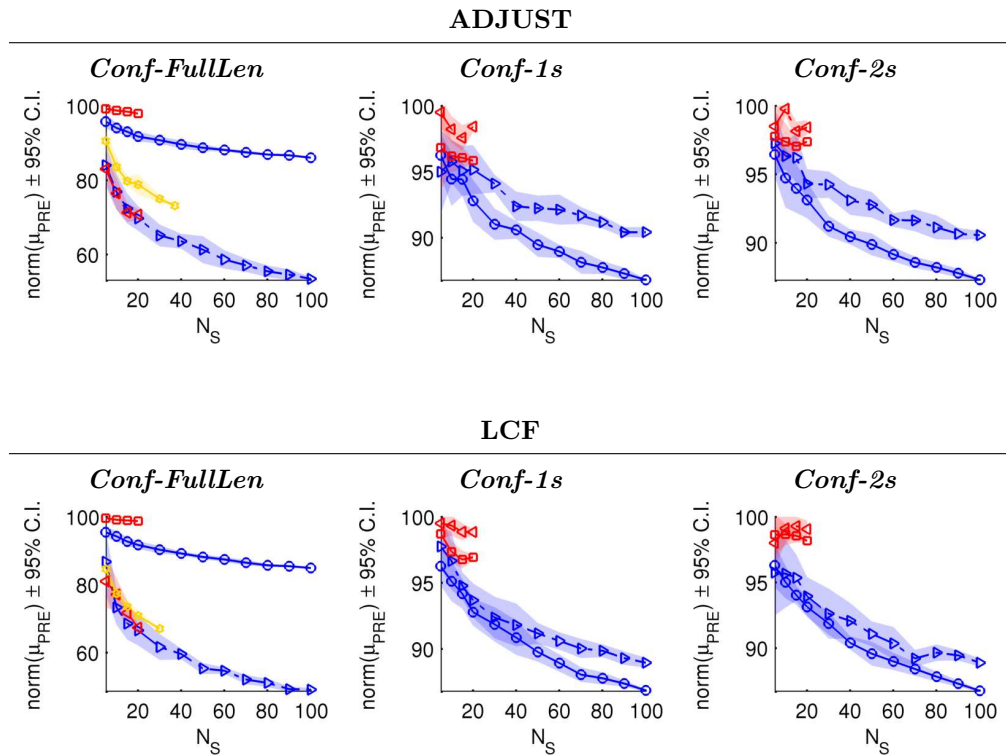 ADJUST
Conf-FullLen
norm(μPRE) ± 95% C.I.
100
80
60
20 40 60 80 100
NS
Conf-1s
norm(μPRE) ± 95% C.I.
100
95
90
20 40 60 80 100
NS
Conf-2s
norm(μPRE) ± 95% C.I.
100
95
90
20 40 60 80 100
NS
LCF
Conf-FullLen
norm(μPRE) ± 95% C.I.
100
80
60
20 40 60 80 100
NS
Conf-1s
norm(μPRE) ± 95% C.I.
100
95
90
20 40 60 80 100
NS
Conf-2s
norm(μPRE) ± 95% C.I.
100
95
90
20 40 60 80 100
NS